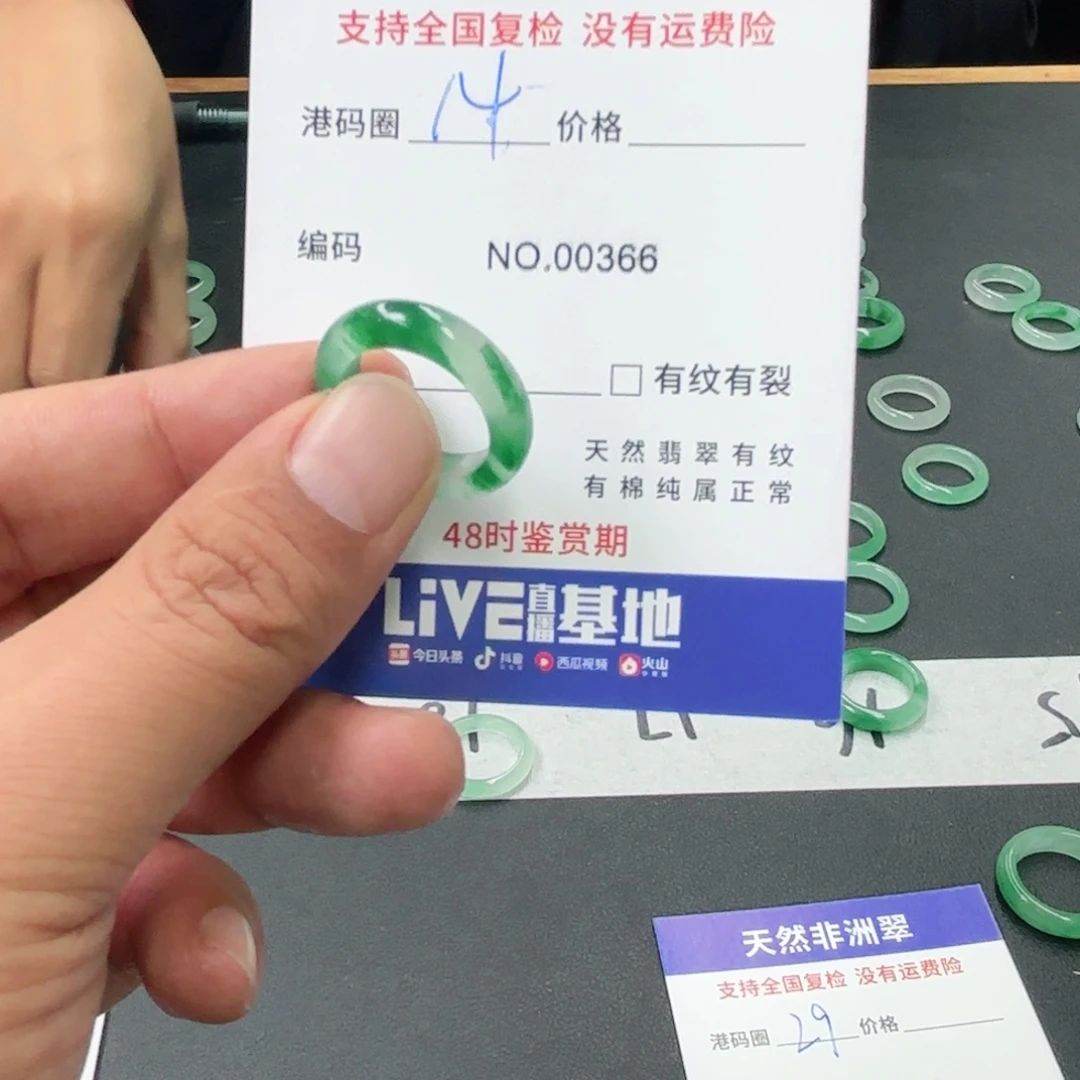 支持全国复检 没有运费险
港码圈 14 价格
编码 NO.00366
有纹有裂
天然翡翠有纹
有棉纯属正常
48时鉴赏期
LiVE直播基地
今日头条 抖音 西瓜视频 火山
17
天然非洲翠
支持全国复检 没有运费险
港码圈 29 价格